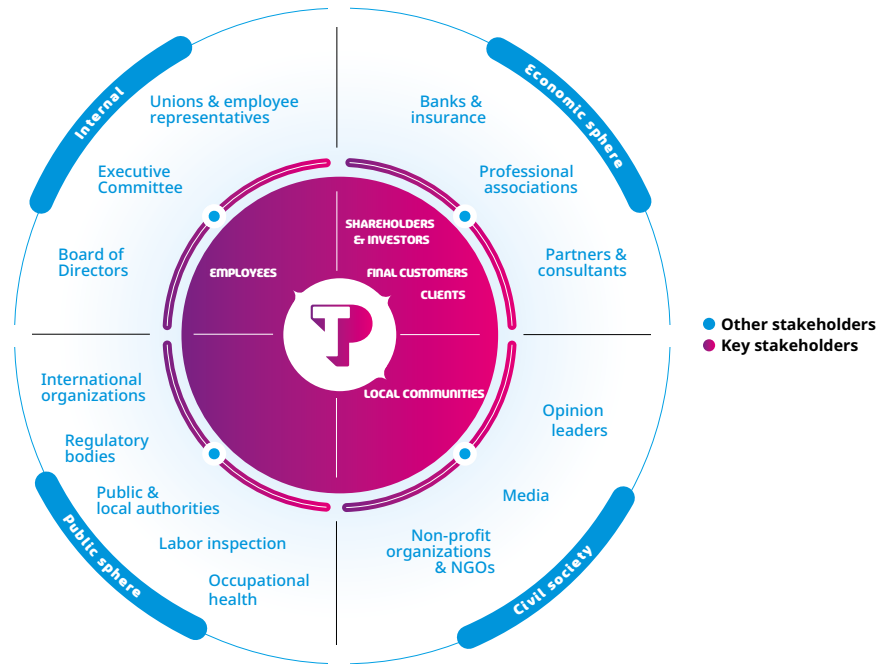 Internal
Unions & employee
representatives
Executive
Committee
Board of
Directors
Economic sphere
Banks &
insurance
Professional
associations
Partners &
consultants
EMPLOYEES
SHAREHOLDERS
& INVESTORS
FINAL CUSTOMERS
CLIENTS
TP
LOCAL COMMUNITIES
Other stakeholders
Key stakeholders
Public sphere
International
organizations
Regulatory
bodies
Public &
local authorities
Labor inspection
Occupational
health
Civil society
Opinion
leaders
Media
Non-profit
organizations
& NGOs